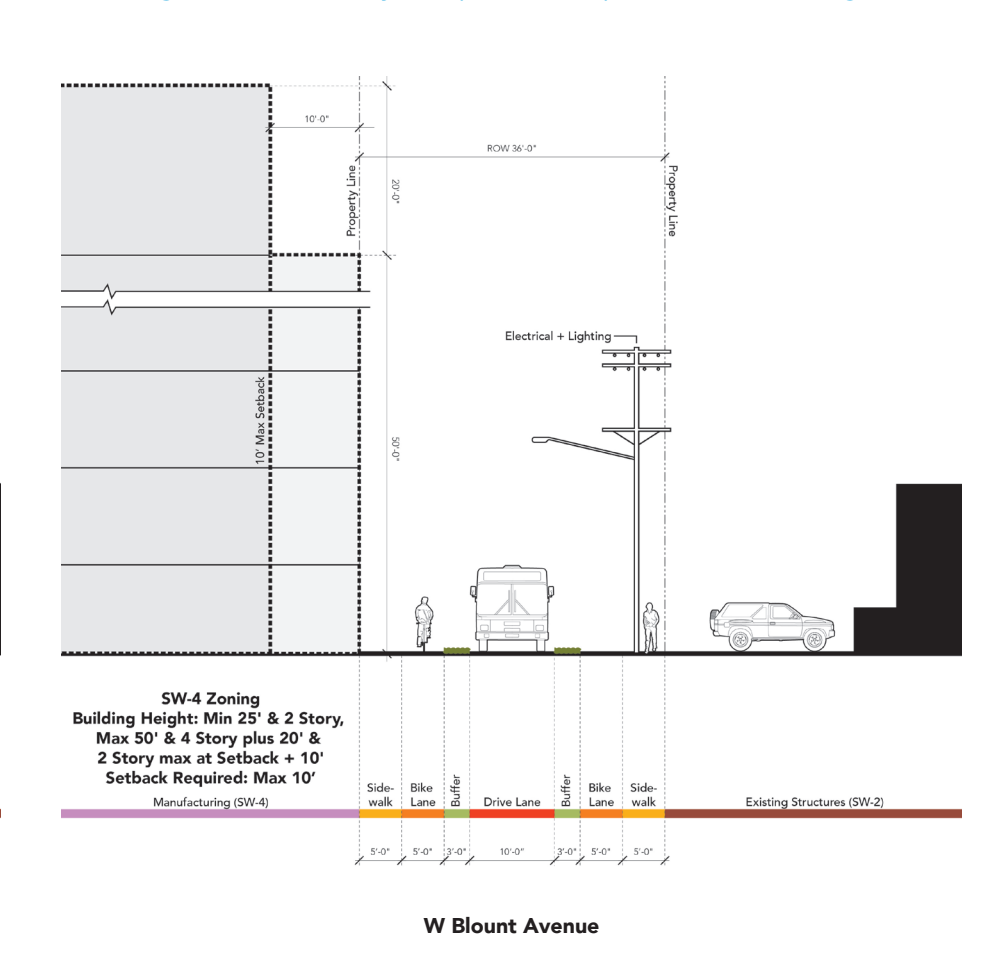 10'-0"
ROW 36'-0"
Property Line
20'-0"
Property Line
Electrical + Lighting
10' Max Setback
50'-0"
SW-4 Zoning
Building Height: Min 25' & 2 Story,
Max 50' & 4 Story plus 20' &
2 Story max at Setback + 10'
Setback Required: Max 10’
Manufacturing (SW-4)
Side-
walk
Bike
Lane
Buffer
Drive Lane
Buffer
Bike
Lane
Side-
walk
Existing Structures (SW-2)
5'-0"
5'-0"
3'-0"
10'-0"
3'-0"
5'-0"
5'-0"
W Blount Avenue